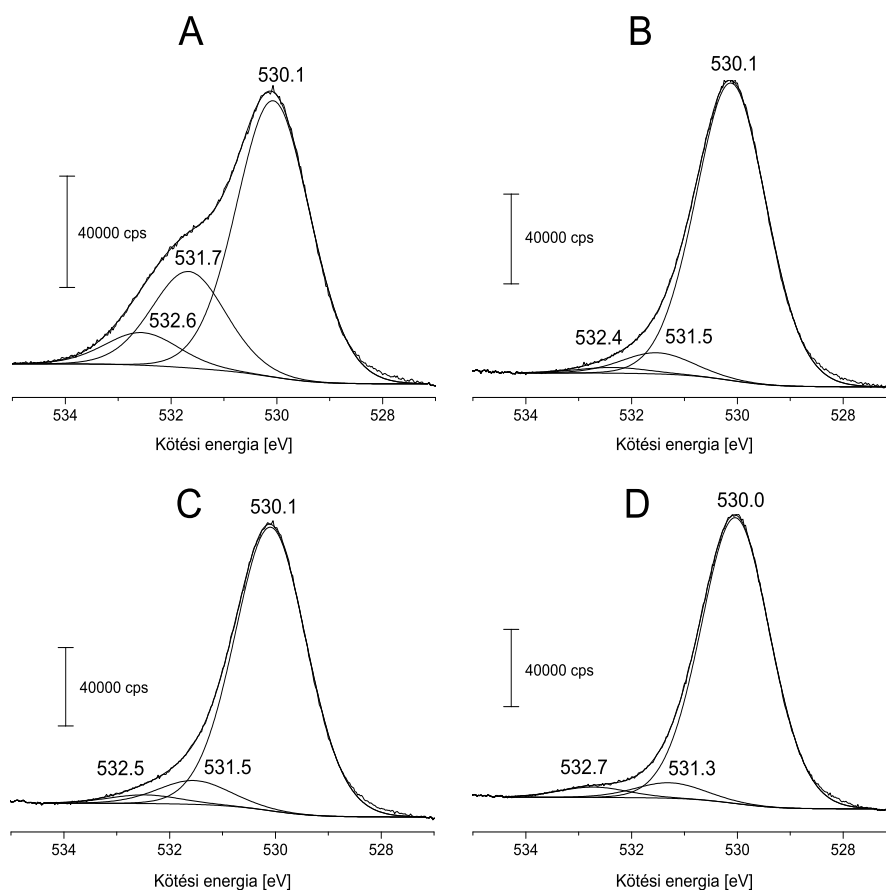 A
530.1
40000 cps
531.7
532.6
534 532 530 528
Kötési energia [eV]
B
530.1
40000 cps
532.4 531.5
534 532 530 528
Kötési energia [eV]
C
530.1
40000 cps
532.5 531.5
534 532 530 528
Kötési energia [eV]
D
530.0
40000 cps
532.7 531.3
534 532 530 528
Kötési energia [eV]